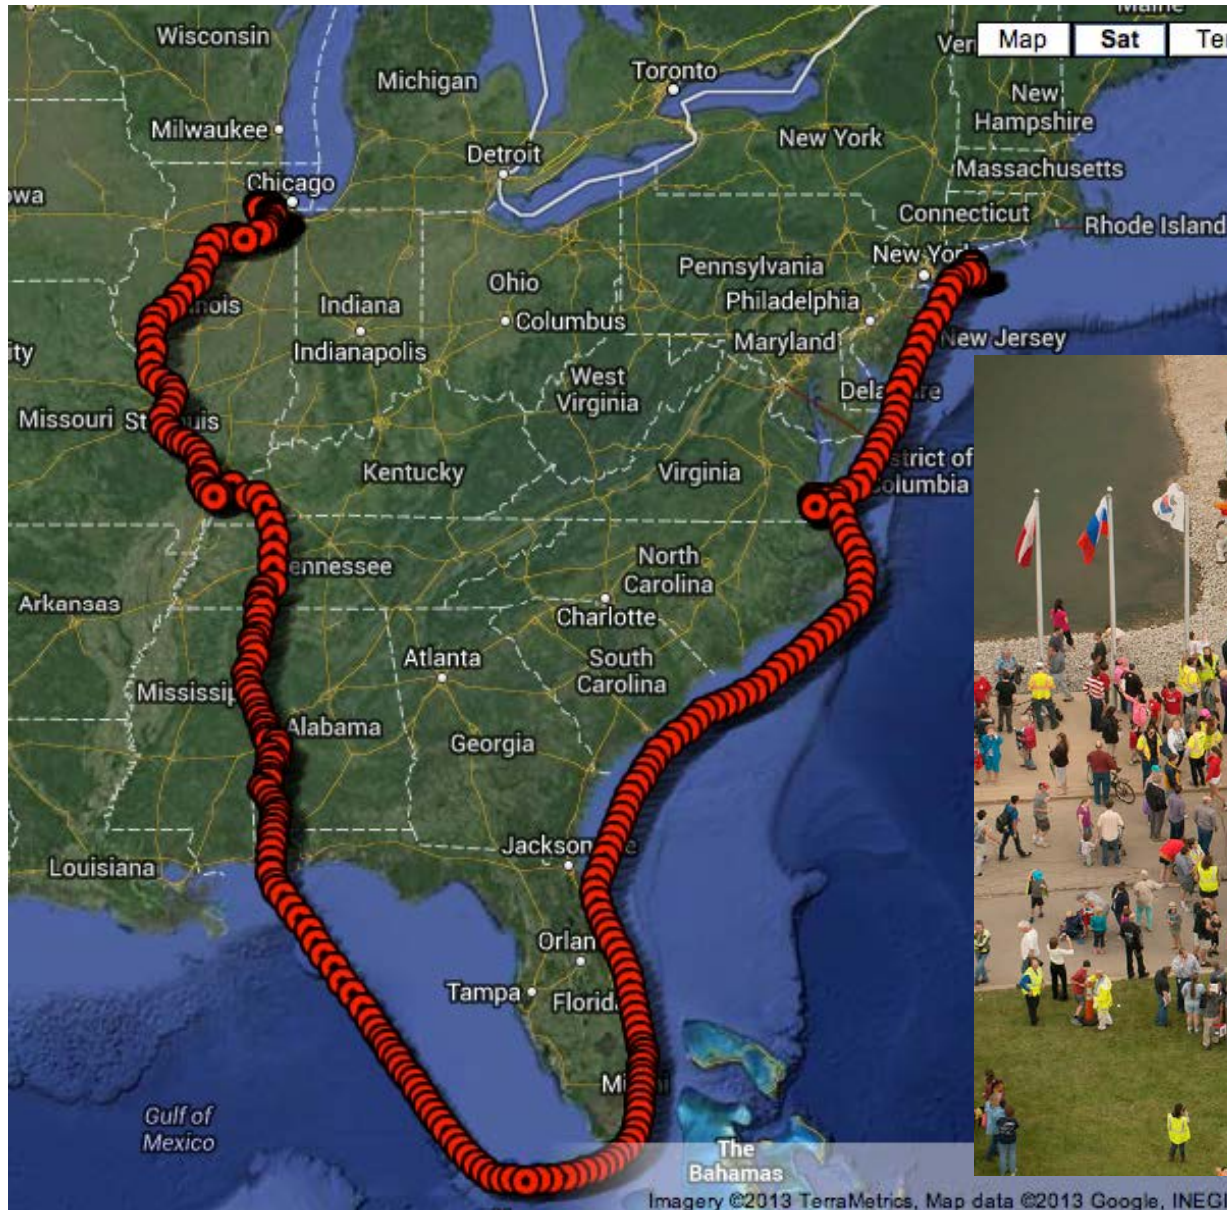 Wisconsin
Michigan
Toronto
Map
Sat
New
Hampshire
Milwaukee
Detroit
New York
Massachusetts
Chicago
Connecticut
Rhode Island
Pennsylvania
Ohio
Indiana
Philadelphia
Columbus
Maryland
New Jersey
Indianapolis
West
Virginia
Missouri
Kentucky
Virginia
North
Carolina
Arkansas
Charlotte
Atlanta
South
Carolina
Alabama
Georgia
Louisiana
Tampa
Gulf of
Mexico
The
Bahamas
Imagery ©2013 TerraMetrics, Map data ©2013 Google, INEGI